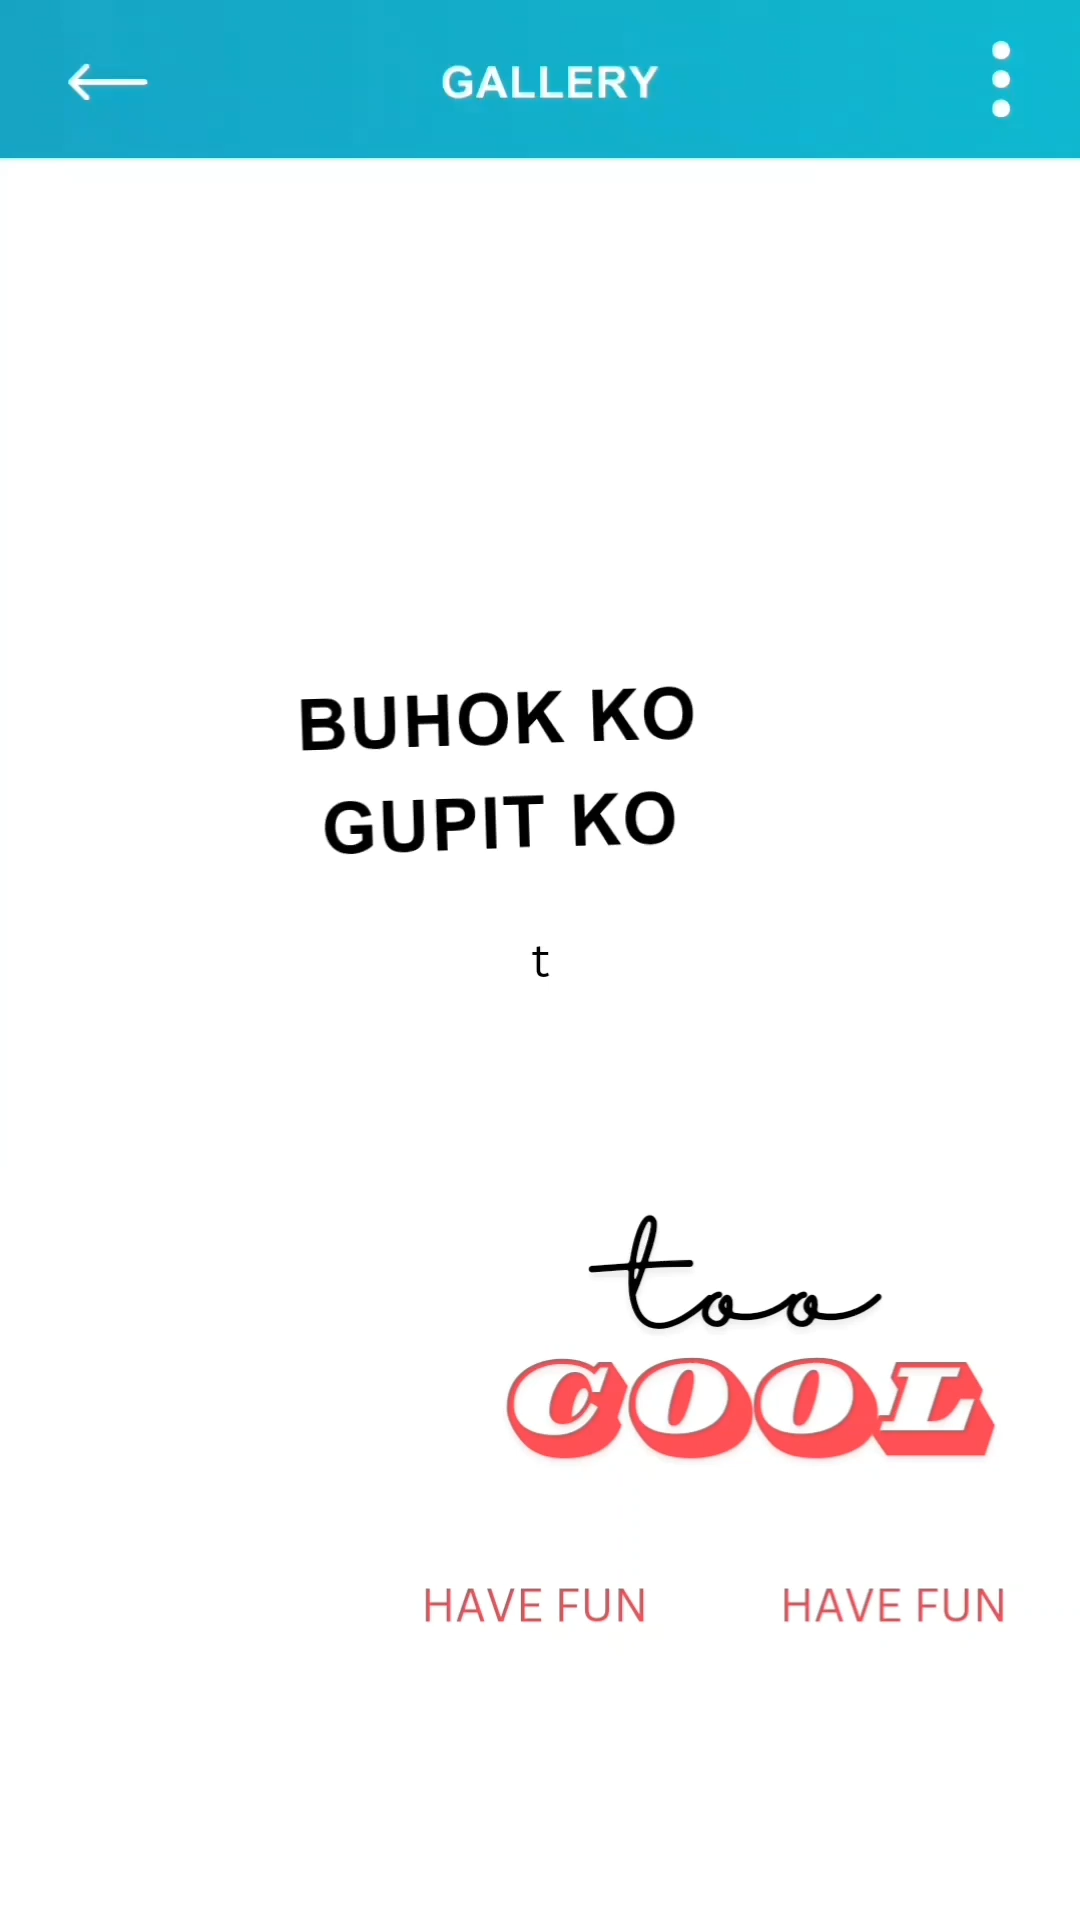 GALLERY
BUHOK KO
GUPIT KO
t
too
COOL
HAVE FUN HAVE FUN